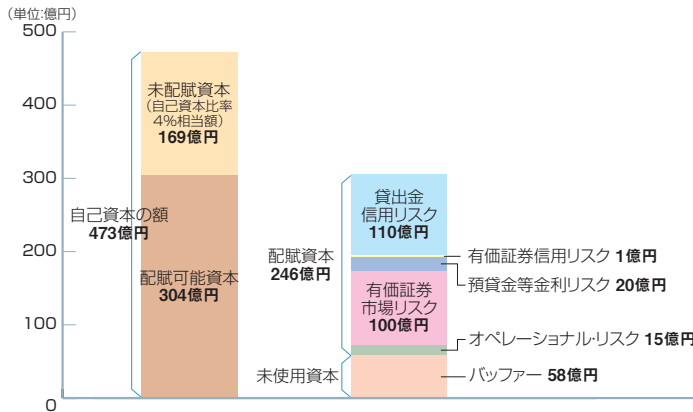 (単位:億円)
500
400
300
200
100
0
未配賦資本
(自己資本比率
4%相当額)
169億円
自己資本の額
473億円
配賦可能資本
304億円
貸出金
信用リスク
110億円
配賦資本
246億円
有価証券信用リスク 1億円
預貸金等金利リスク 20億円
有価証券
市場リスク
100億円
オペレーショナル・リスク 15億円
未使用資本
バッファー 58億円